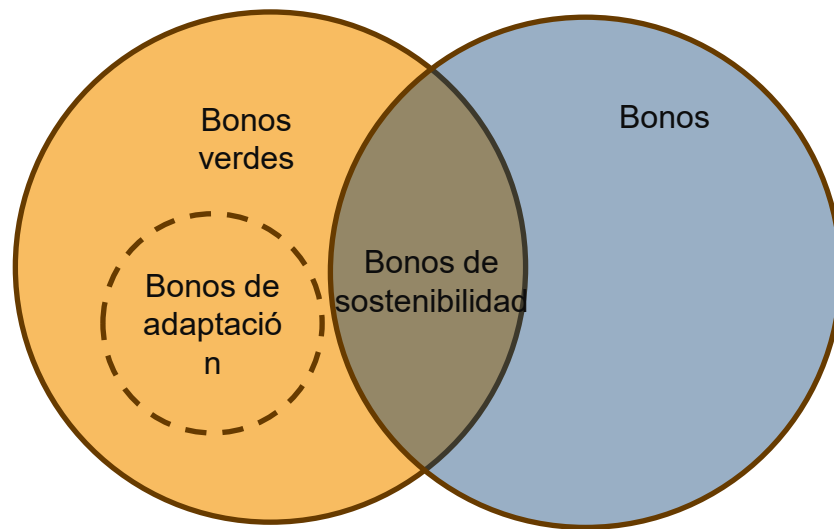 Bonos
verdes
Bonos
Bonos de
sostenibilidad
Bonos de
adaptació
n